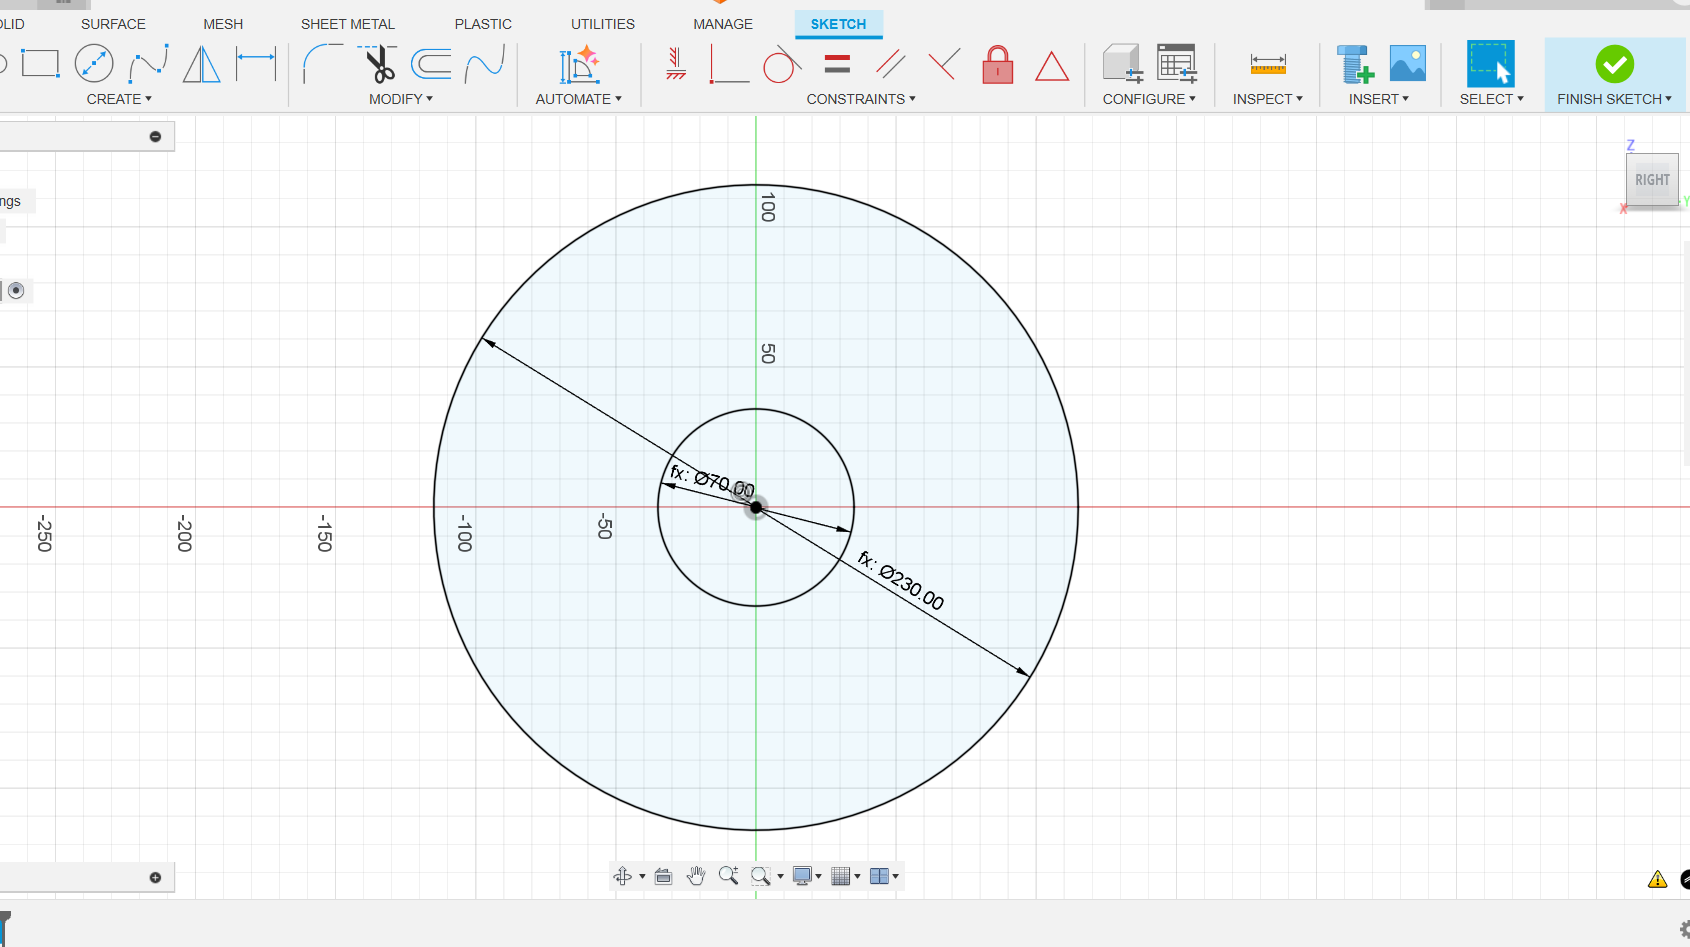 OLID SURFACE MESH SHEET METAL PLASTIC UTILITIES MANAGE SKETCH
CREATE MODIFY AUTOMATE CONSTRAINTS CONFIGURE INSPECT INSERT SELECT FINISH SKETCH
ngs
Z
RIGHT
X
Y
100
50
fx: Ø70.00
-250 -200 -150 -100 -50
fx: Ø230.00